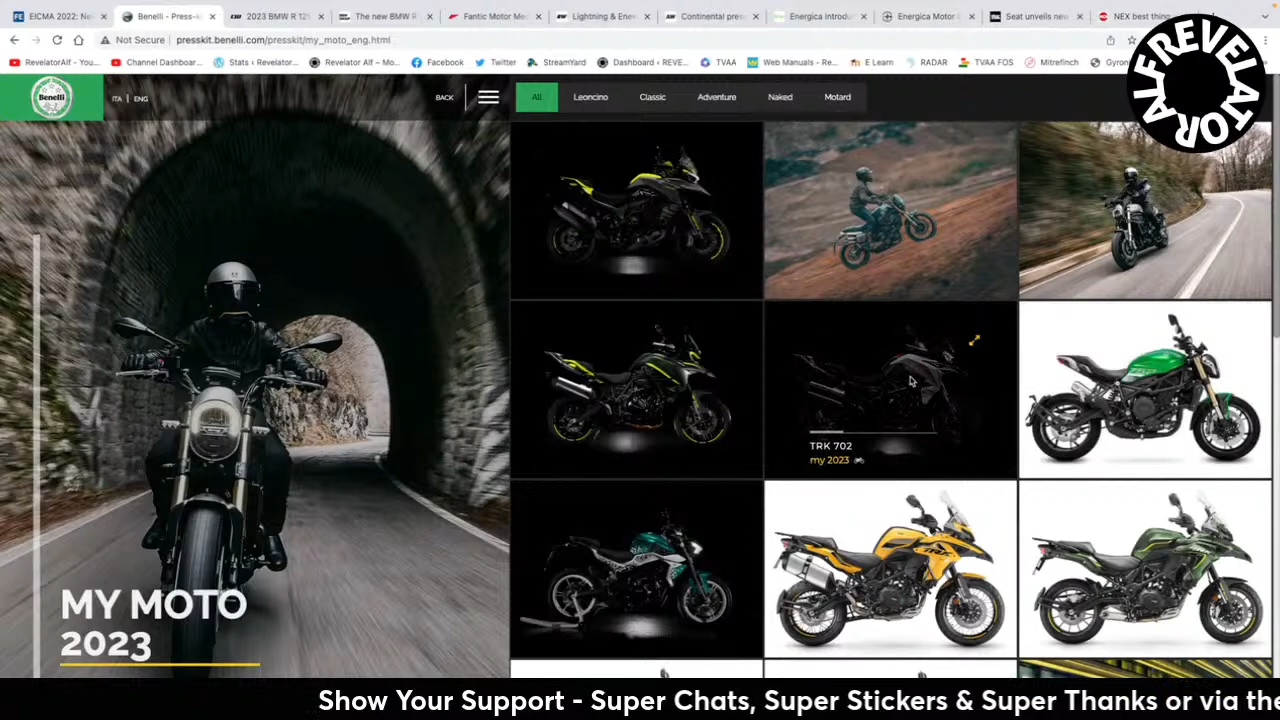 EICMA 2022: Ne
Benelli - Press-k
2023 BMW R 12
The new BMW R
Fantic Motor Me
Lightning & Ene
Continental pre
Energica Introdu
Energica Motor
Seat unveils new
NEX best thing
Not Secure
presskit.benelli.com/presskit/my_moto_eng.html
RevelatorAlf - You...
Channel Dashboar...
Stats ‹ Revelator...
Revelator Alf – Mo...
Facebook
Twitter
StreamYard
Dashboard ‹ REVE...
TVAA
Web Manuals - Re...
E Learn
RADAR
TVAA FOS
Mitrefinch
Gyron
REVELATOR ALF
Benelli
ITA | ENG
BACK
All
Leoncino
Classic
Adventure
Naked
Motard
TRK 702
my 2023
MY MOTO
2023
Show Your Support - Super Chats, Super Stickers & Super Thanks or via the